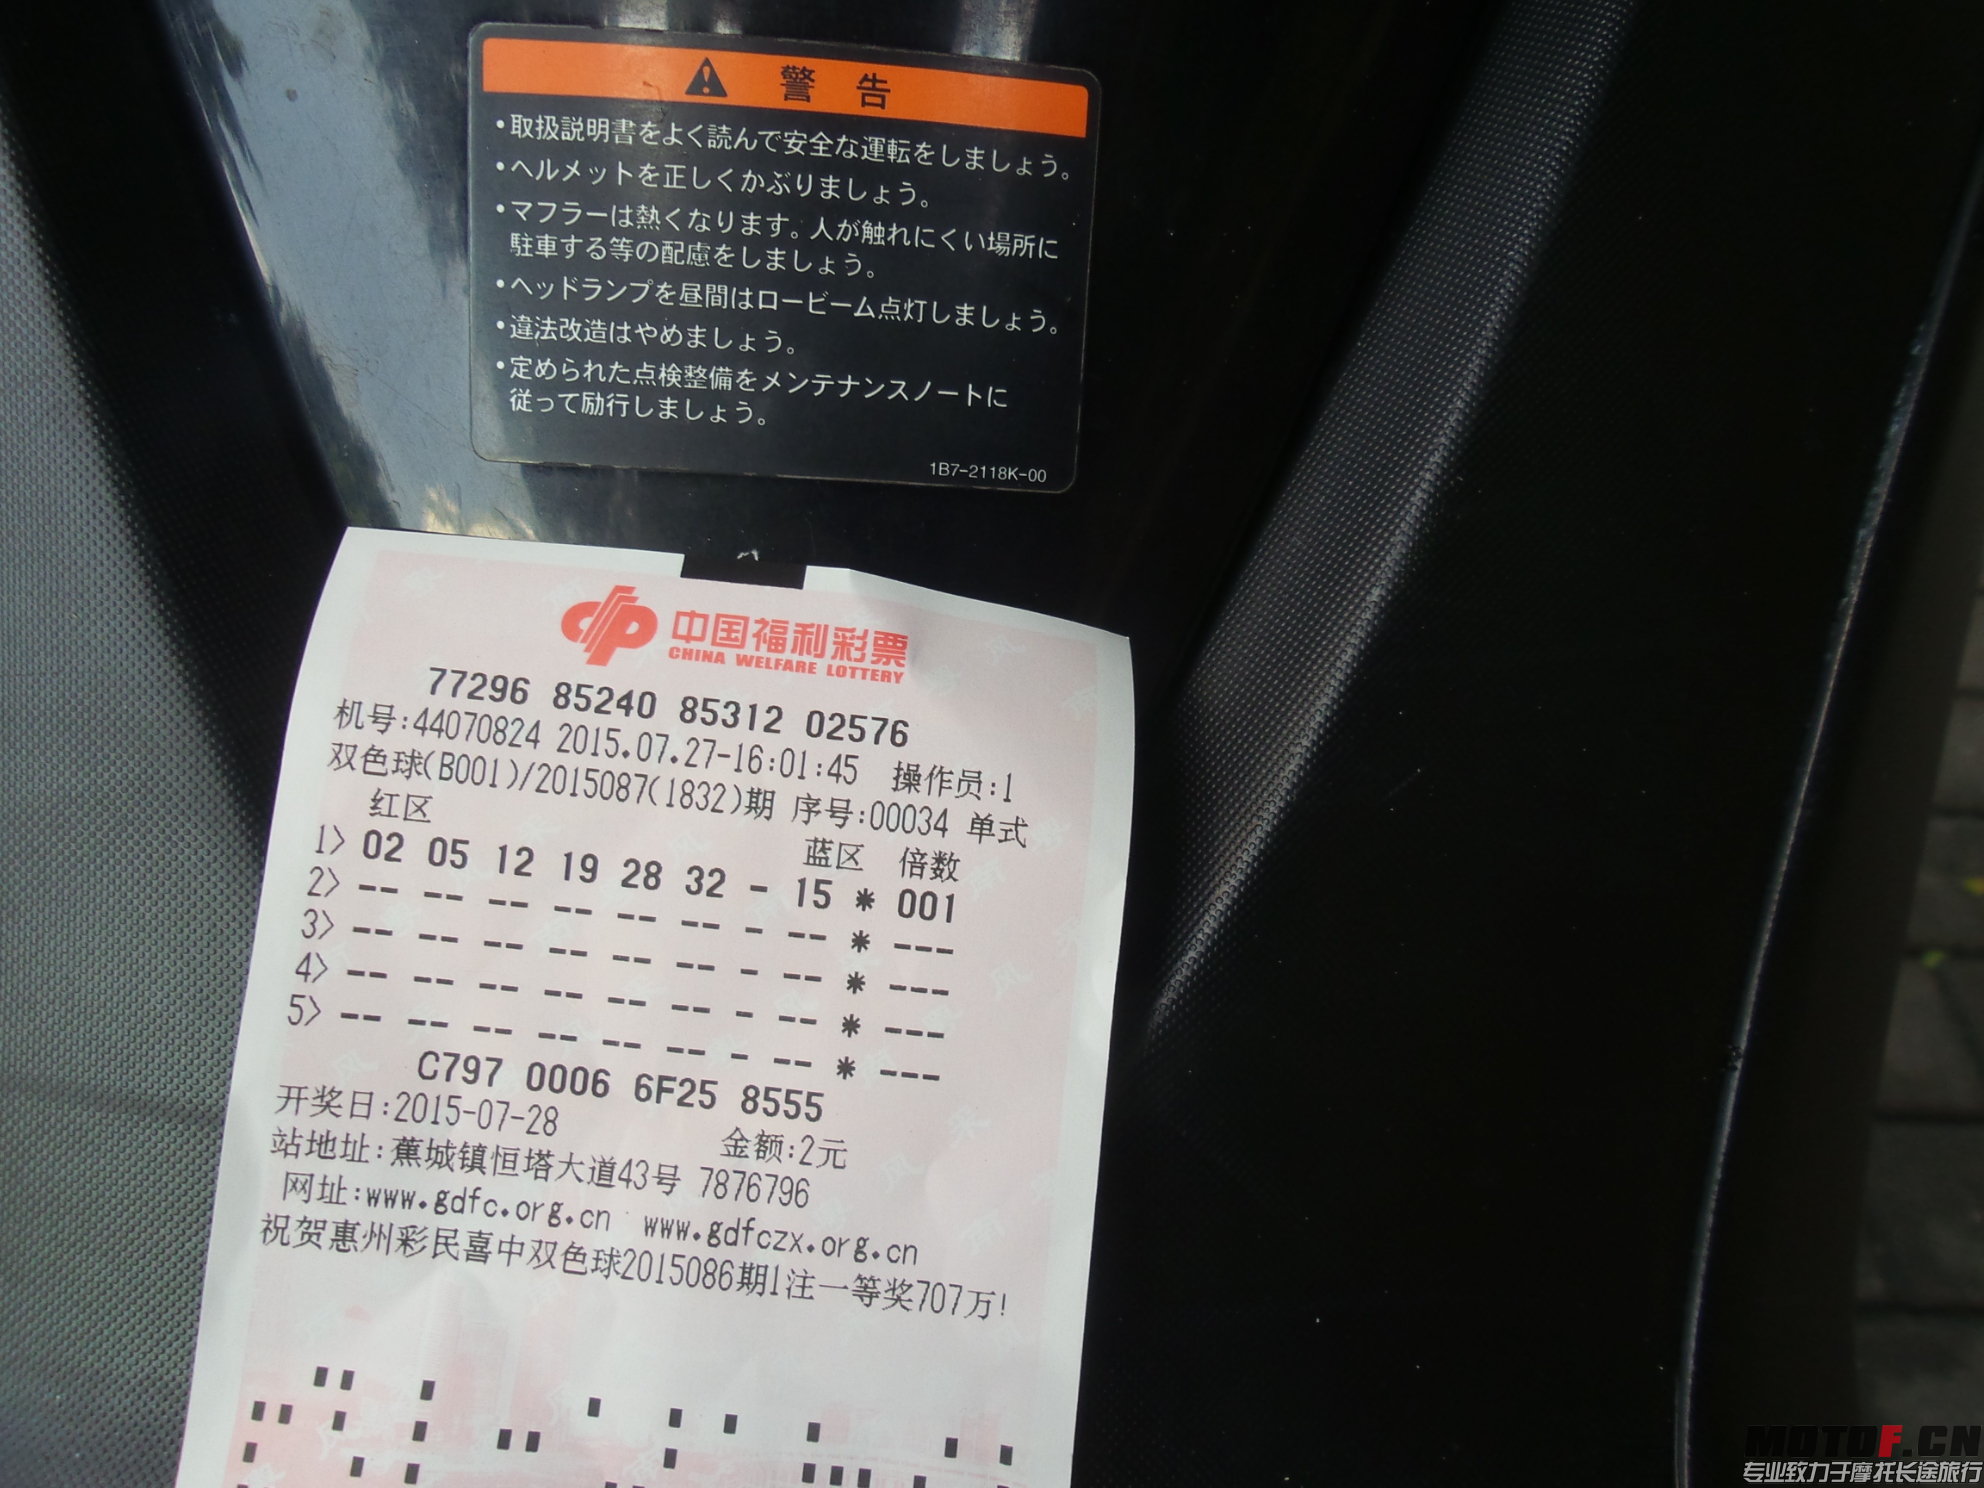 警告
•取扱説明書をよく読んで安全な運転をしましょう。
•ヘルメットを正しくかぶりましょう。
•マフラーは熱くなります。人が触れにくい場所に
駐車する等の配慮をしましょう。
•ヘッドランプを昼間はロービーム点灯しましょう。
•違法改造はやめましょう。
•定められた点検整備をメンテナンスノートに
従って励行しましょう。
1B7-2118K-00
中国福利彩票
CHINA WELFARE LOTTERY
77296 85240 85312 02576
机号:44070824 2015.07.27-16:01:45 操作员:1
双色球(B001)/2015087(1832)期 序号:00034 单式
红区 蓝区 倍数
1> 02 05 12 19 28 32 - 15 * 001
2> -- -- -- -- -- -- - -- * ---
3> -- -- -- -- -- -- - -- * ---
4> -- -- -- -- -- -- - -- * ---
5> -- -- -- -- -- -- - -- * ---
C797 0006 6F25 8555
开奖日:2015-07-28 金额:2元
站地址:蕉城镇恒塔大道43号 7876796
网址:www.gdfc.org.cn www.gdfczx.org.cn
祝贺惠州彩民喜中双色球2015086期1注一等奖707万!
MOTOF.CN
专业致力于摩托长途旅行